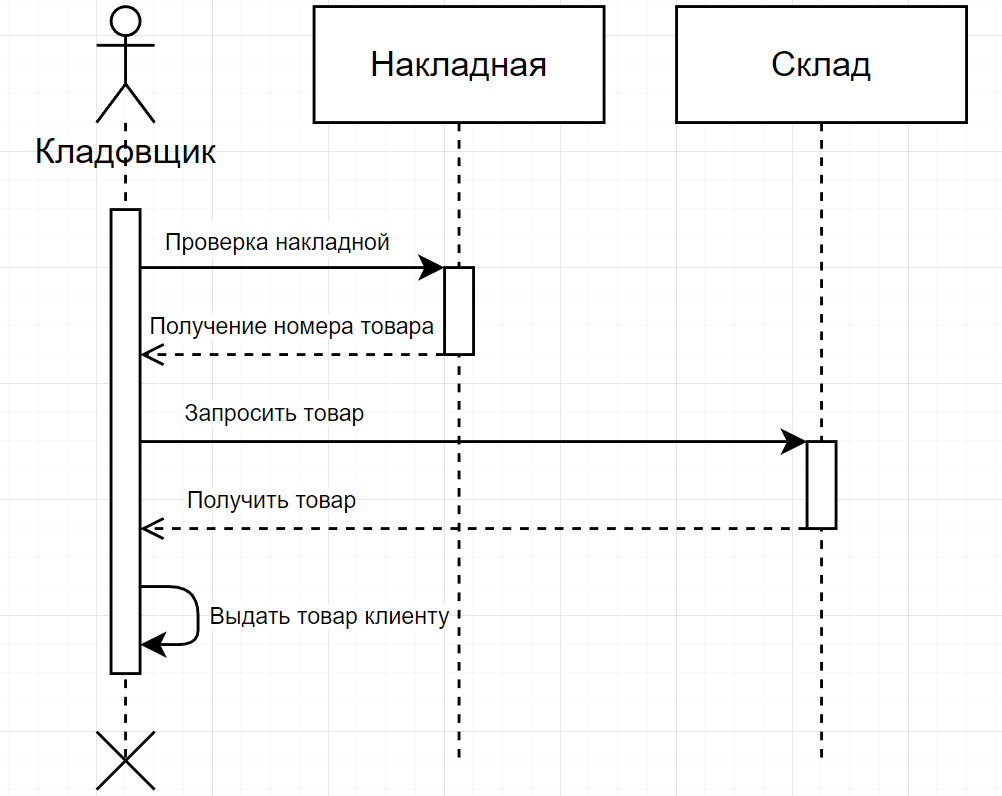 Накладная
Склад
Кладовщик
Проверка накладной
Получение номера товара
Запросить товар
Получить товар
Выдать товар клиенту